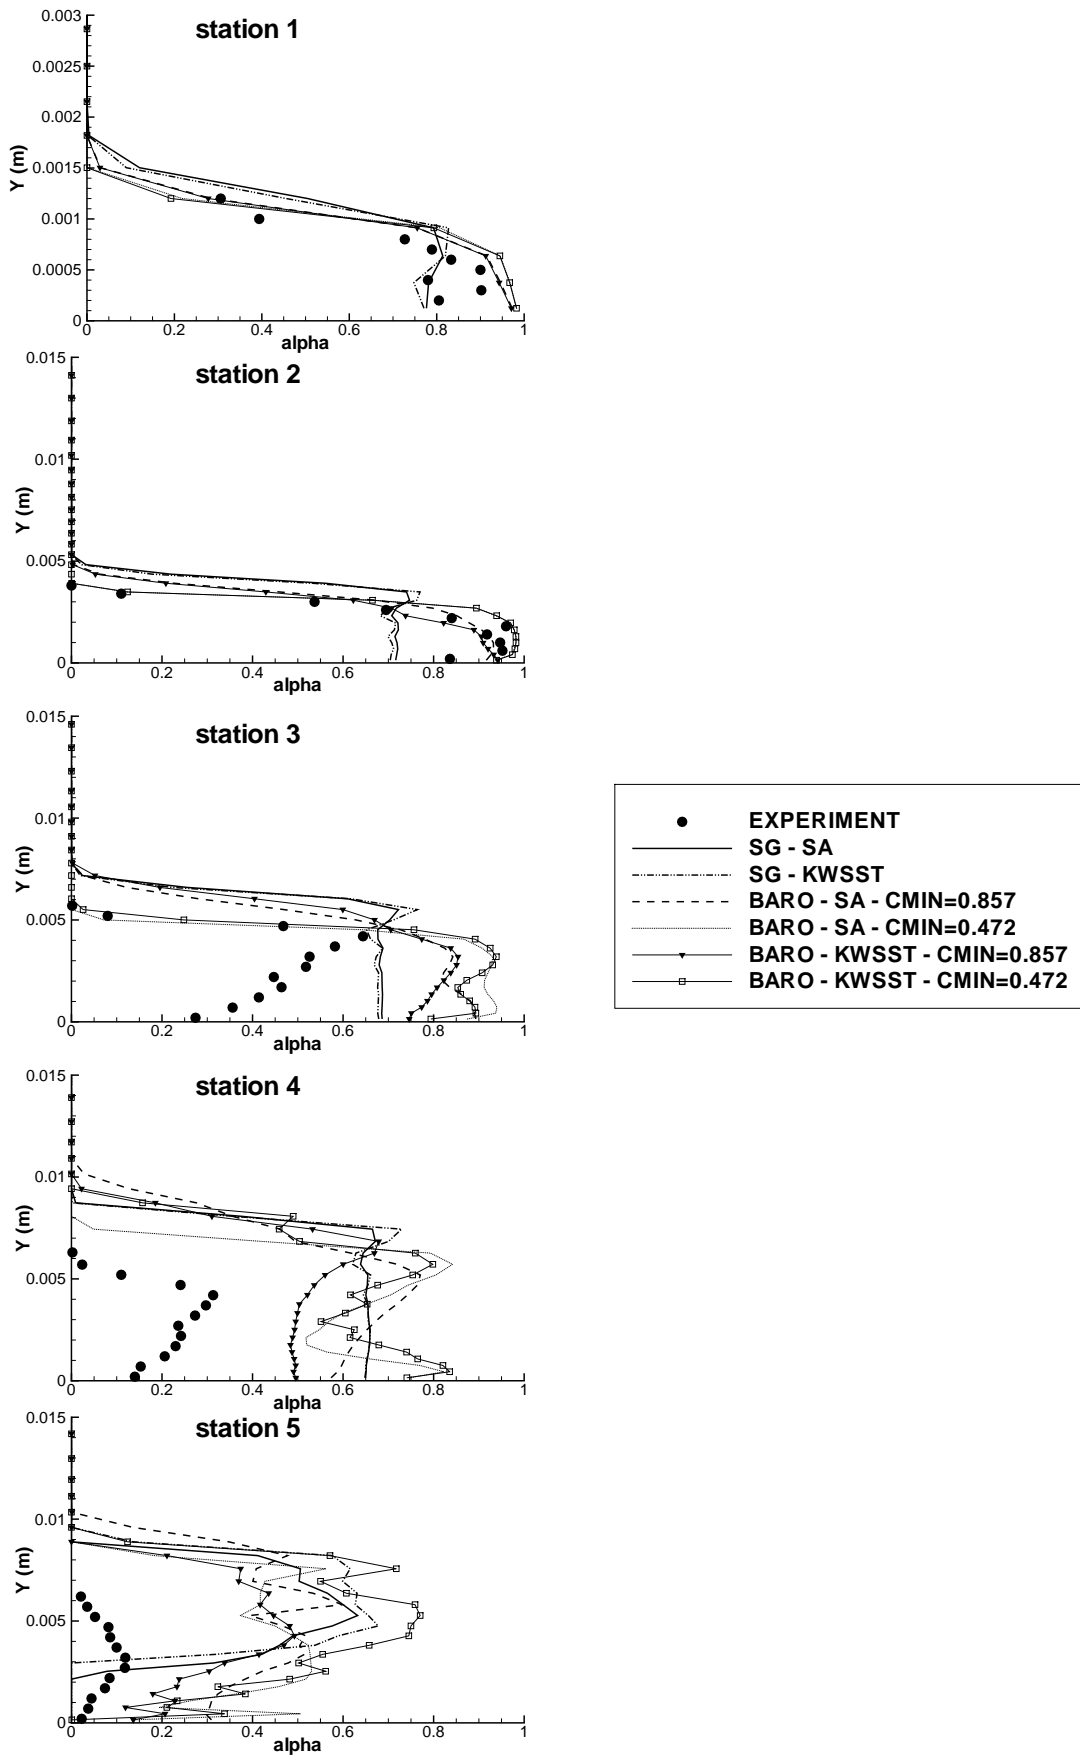 station 1
0.003
0.0025
0.002
0.0015
0.001
0.0005
0
Y (m)
0 0.2 0.4 0.6 0.8 1
alpha
station 2
0.015
0.01
0.005
0
Y (m)
0 0.2 0.4 0.6 0.8 1
alpha
station 3
0.015
0.01
0.005
0
Y (m)
0 0.2 0.4 0.6 0.8 1
alpha
EXPERIMENT
SG - SA
SG - KWSST
BARO - SA - CMIN=0.857
BARO - SA - CMIN=0.472
BARO - KWSST - CMIN=0.857
BARO - KWSST - CMIN=0.472
station 4
0.015
0.01
0.005
0
Y (m)
0 0.2 0.4 0.6 0.8 1
alpha
station 5
0.015
0.01
0.005
0
Y (m)
0 0.2 0.4 0.6 0.8 1
alpha